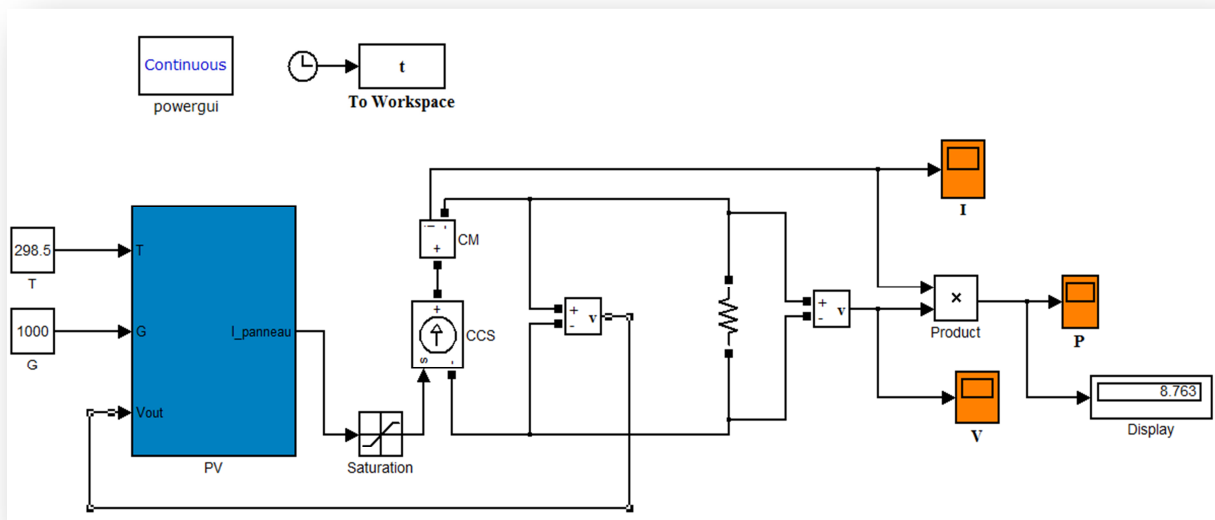 Continuous
powergui
t
To Workspace
I
298.5
T
T
CM
+
i
-
1000
G
G
I_panneau
+
CCS
s
-
+
-
v
+
-
v
×
Product
P
Vout
PV
Saturation
V
8.763
Display